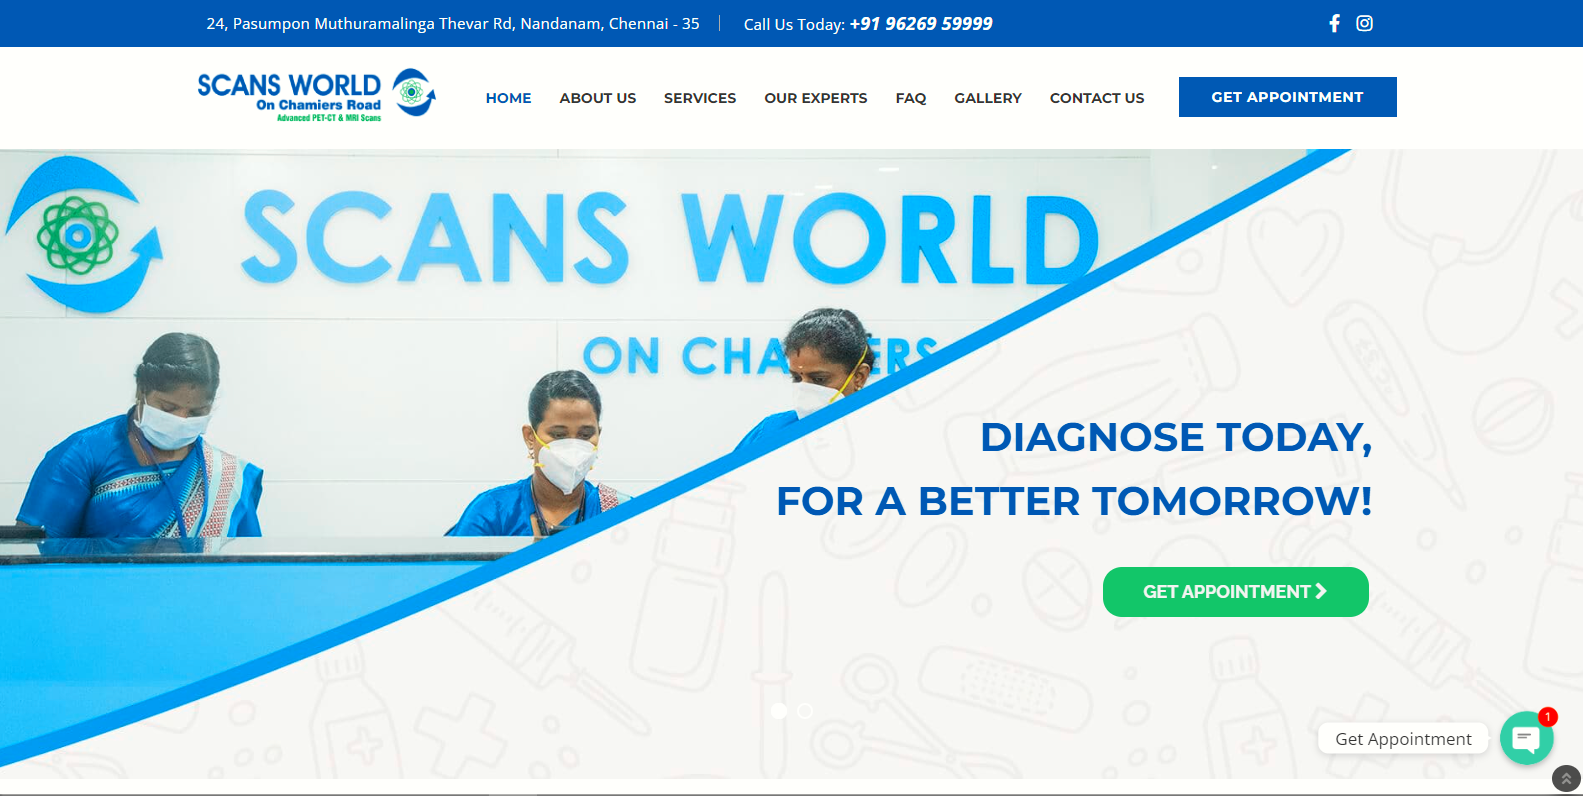 24, Pasumpon Muthuramalinga Thevar Rd, Nandanam, Chennai - 35
Call Us Today: +91 96269 59999
SCANS WORLD
On Chamiers Road
Advanced PET-CT & MRI Scans
HOME
ABOUT US
SERVICES
OUR EXPERTS
FAQ
GALLERY
CONTACT US
GET APPOINTMENT
SCANS WORLD
ON CHA ERS
DIAGNOSE TODAY,
FOR A BETTER TOMORROW!
GET APPOINTMENT
Get Appointment
1